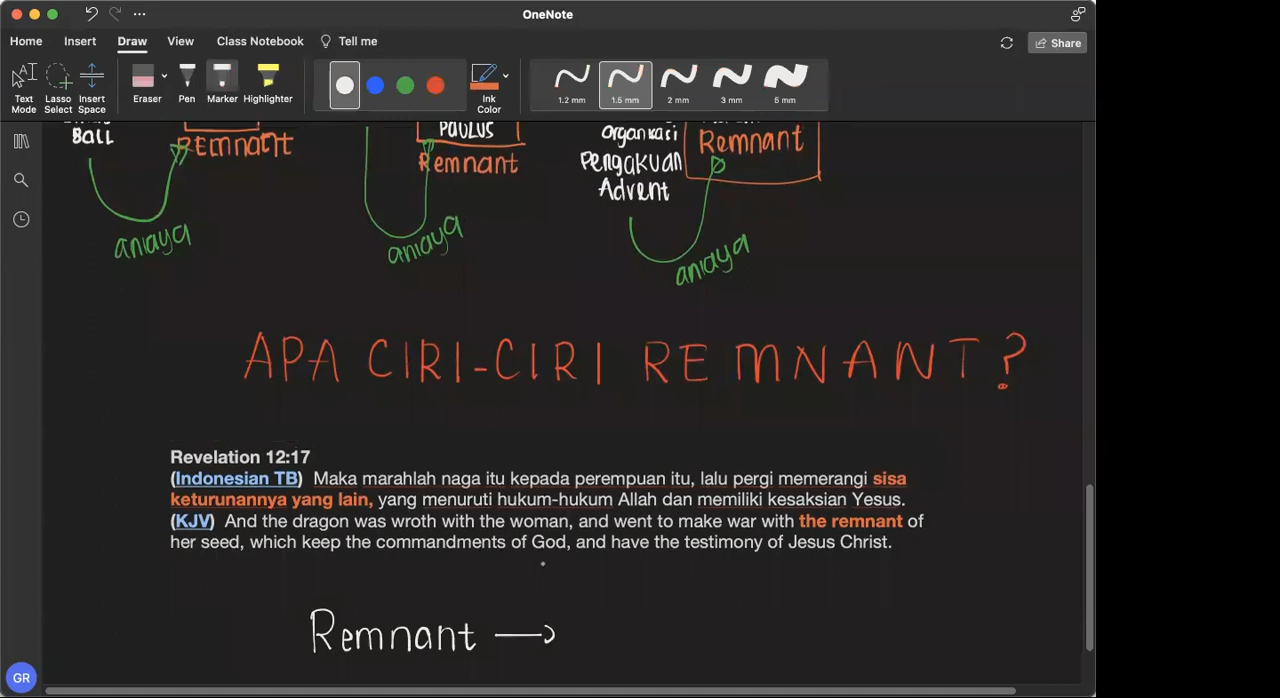 OneNote
Home Insert Draw View Class Notebook Tell me Share
Text Mode
Lasso Select
Insert Space
Eraser
Pen
Marker
Highlighter
Ink Color
1.2 mm
1.5 mm
2 mm
3 mm
5 mm
Ball
REmnanT
aniaya
PAULUS
Remnant
aniaya
Organisasi
Pengakuan
Advent
Remnant
aniaya
APA CIRI-CIRI REMNANT?
Revelation 12:17
(Indonesian TB) Maka marahlah naga itu kepada perempuan itu, lalu pergi memerangi sisa
keturunannya yang lain, yang menuruti hukum-hukum Allah dan memiliki kesaksian Yesus.
(KJV) And the dragon was wroth with the woman, and went to make war with the remnant of
her seed, which keep the commandments of God, and have the testimony of Jesus Christ.
Remnant →
GR